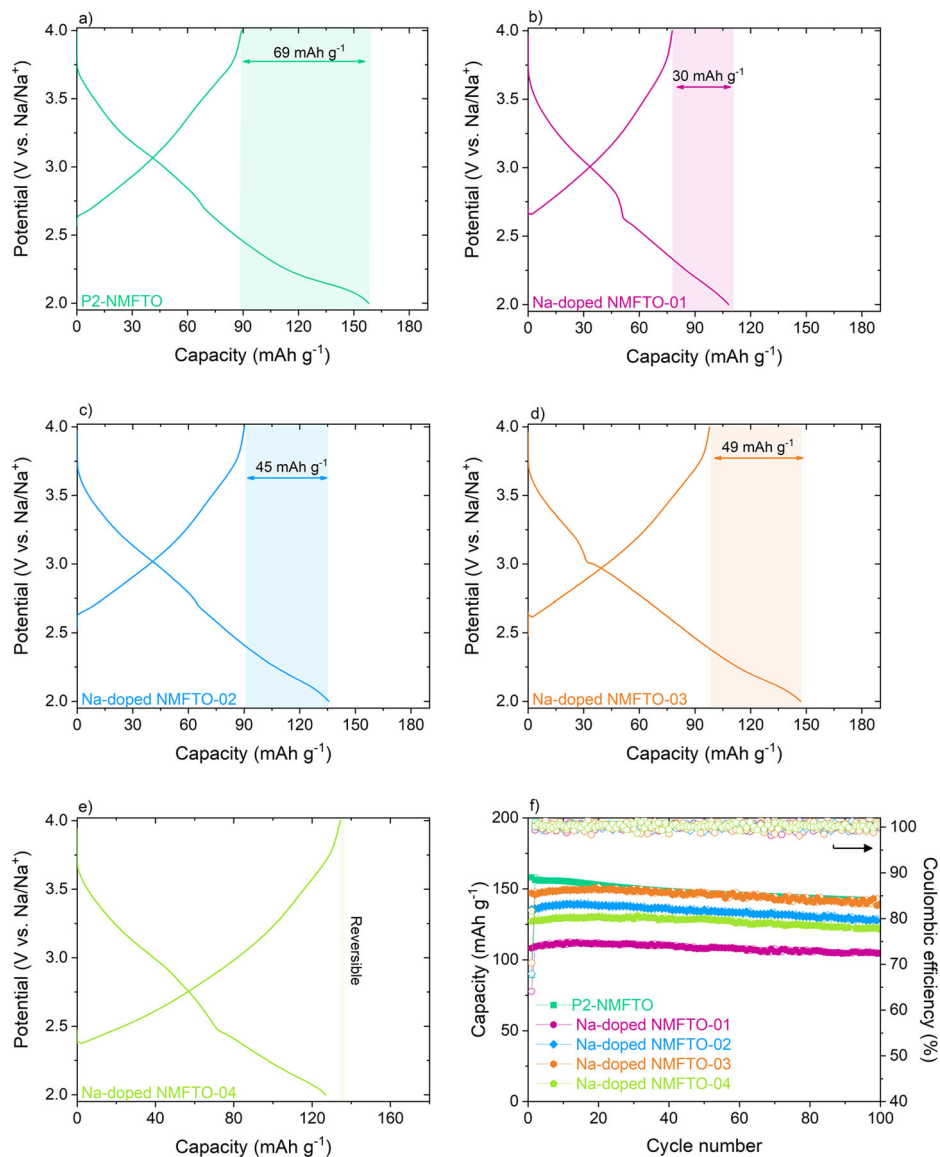 a)
69 mAh g⁻¹
4.0
3.5
3.0
2.5
2.0
Potential (V vs. Na/Na⁺)
P2-NMFTO
0 30 60 90 120 150 180
Capacity (mAh g⁻¹)
b)
30 mAh g⁻¹
4.0
3.5
3.0
2.5
2.0
Potential (V vs. Na/Na⁺)
Na-doped NMFTO-01
0 30 60 90 120 150 180
Capacity (mAh g⁻¹)
c)
45 mAh g⁻¹
4.0
3.5
3.0
2.5
2.0
Potential (V vs. Na/Na⁺)
Na-doped NMFTO-02
0 30 60 90 120 150 180
Capacity (mAh g⁻¹)
d)
49 mAh g⁻¹
4.0
3.5
3.0
2.5
2.0
Potential (V vs. Na/Na⁺)
Na-doped NMFTO-03
0 30 60 90 120 150 180
Capacity (mAh g⁻¹)
e)
4.0
3.5
3.0
2.5
2.0
Potential (V vs. Na/Na⁺)
Reversible
Na-doped NMFTO-04
0 40 80 120 160
Capacity (mAh g⁻¹)
f)
200
150
100
50
0
Capacity (mAh g⁻¹)
P2-NMFTO
Na-doped NMFTO-01
Na-doped NMFTO-02
Na-doped NMFTO-03
Na-doped NMFTO-04
100
90
80
70
60
50
40
Coulombic efficiency (%)
0 20 40 60 80 100
Cycle number